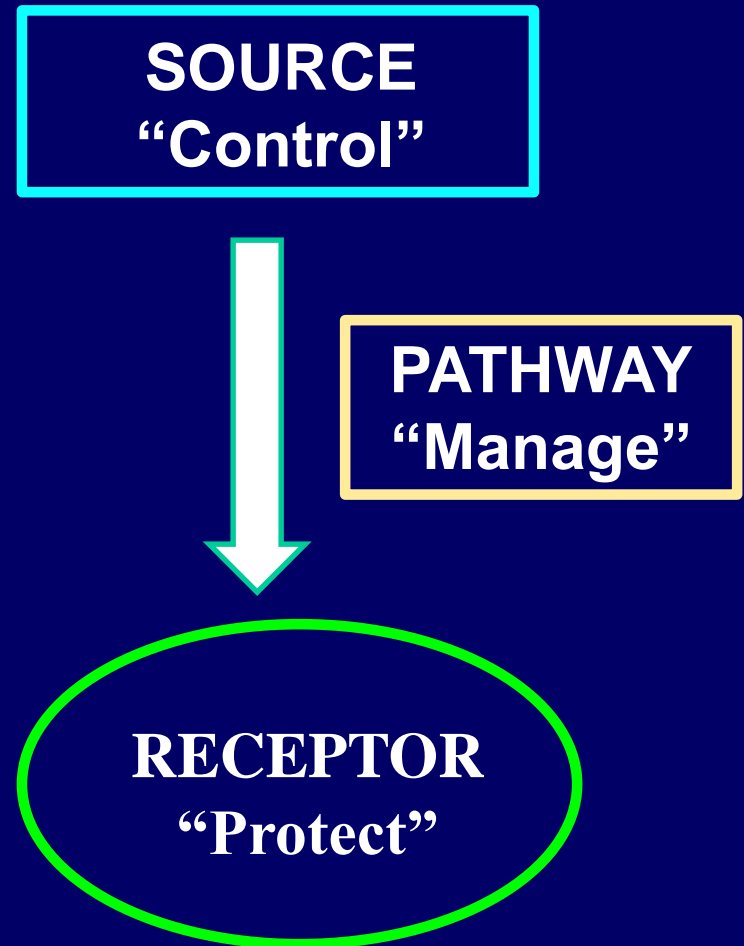 SOURCE
“Control”
PATHWAY
“Manage”
RECEPTOR
“Protect”